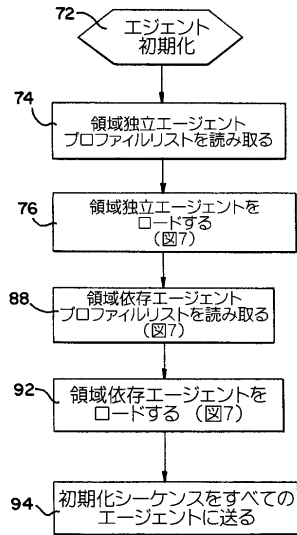 72
エジェント
初期化
74
領域独立エージェント
プロファイルリストを読み取る
76
領域独立エージェントを
ロードする
(図7)
88
領域依存エージェント
プロファイルリストを読み取る
(図7)
92
領域依存エージェントを
ロードする (図7)
94
初期化シーケンスをすべての
エージェントに送る